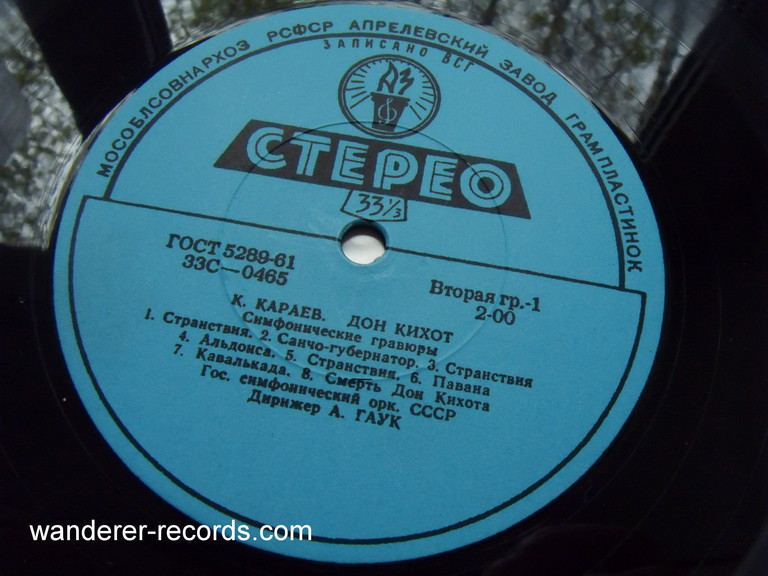 МОСОБЛСОВНАРХОЗ РСФСР АПРЕЛЕВСКИЙ ЗАВОД ГРАМПЛАСТИНОК
ЗАПИСАНО ВСГ
АЗ
СТЕРЕО
33⅓
ГОСТ 5289-61
33С—0465
Вторая гр.-1
2-00
К. КАРАЕВ. ДОН КИХОТ
Симфонические гравюры
1. Странствия. 2. Санчо-губернатор. 3. Странствия
4. Альдонса. 5. Странствия. 6. Павана
7. Кавалькада. 8. Смерть Дон Кихота
Гос. симфонический орк. СССР
Дирижер А. ГАУК
wanderer-records.com